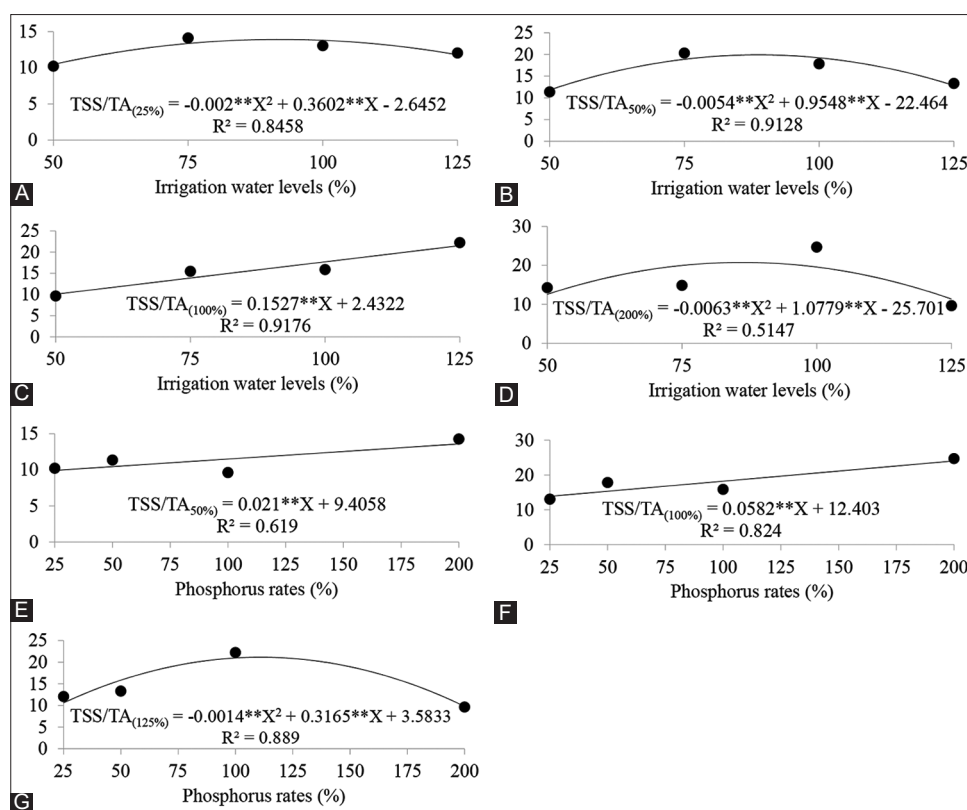 15
10
5
0
TSS/TA(25%) = -0.002**X² + 0.3602**X - 2.6452
R² = 0.8458
50 75 100 125
Irrigation water levels (%)
A
25
20
15
10
5
0
TSS/TA50%) = -0.0054**X² + 0.9548**X - 22.464
R² = 0.9128
50 75 100 125
Irrigation water levels (%)
B
25
20
15
10
5
0
TSS/TA(100%) = 0.1527**X + 2.4322
R² = 0.9176
50 75 100 125
Irrigation water levels (%)
C
30
20
10
0
TSS/TA(200%) = -0.0063**X² + 1.0779**X - 25.701
R² = 0.5147
50 75 100 125
Irrigation water levels (%)
D
15
10
5
0
TSS/TA50%) = 0.021**X + 9.4058
R² = 0.619
25 50 75 100 125 150 175 200
Phosphorus rates (%)
E
30
20
10
0
TSS/TA(100%) = 0.0582**X + 12.403
R² = 0.824
25 50 75 100 125 150 175 200
Phosphorus rates (%)
F
25
20
15
10
5
0
TSS/TA(125%) = -0.0014**X² + 0.3165**X + 3.5833
R² = 0.889
25 50 75 100 125 150 175 200
Phosphorus rates (%)
G